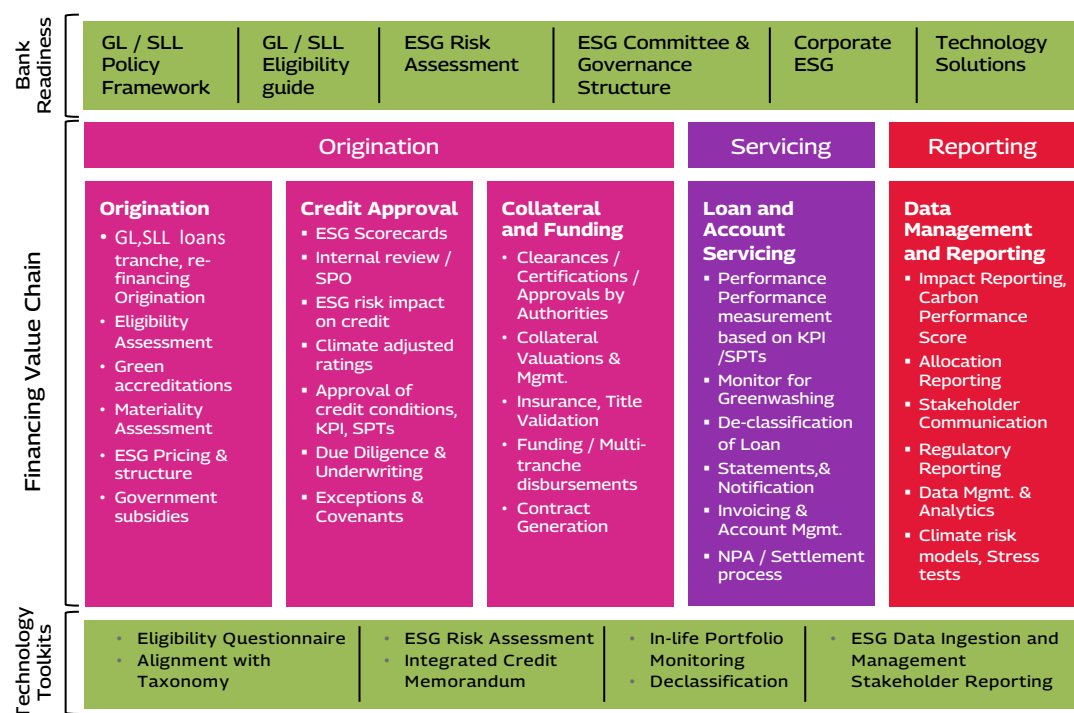 Bank
Readiness
GL / SLL
Policy
Framework
GL / SLL
Eligibility
guide
ESG Risk
Assessment
ESG Committee &
Governance
Structure
Corporate
ESG
Technology
Solutions
Financing Value Chain
Origination
Servicing
Reporting
Origination
• GL,SLL loans
tranche, re-
financing
Origination
• Eligibility
Assessment
• Green
accreditations
• Materiality
Assessment
• ESG Pricing &
structure
• Government
subsidies
Credit Approval
▪ ESG Scorecards
▪ Internal review /
SPO
▪ ESG risk impact
on credit
▪ Climate adjusted
ratings
▪ Approval of
credit conditions,
KPI, SPTs
▪ Due Diligence &
Underwriting
▪ Exceptions &
Covenants
Collateral
and Funding
• Clearances /
Certifications /
Approvals by
Authorities
• Collateral
Valuations &
Mgmt.
• Insurance, Title
Validation
• Funding / Multi-
tranche
disbursements
• Contract
Generation
Loan and
Account
Servicing
▪ Performance
Performance
measurement
based on KPI
/SPTs
▪ Monitor for
Greenwashing
▪ De-classification
of Loan
▪ Statements,&
Notification
▪ Invoicing &
Account Mgmt.
▪ NPA / Settlement
process
Data
Management
and Reporting
▪ Impact Reporting,
Carbon
Performance
Score
▪ Allocation
Reporting
▪ Stakeholder
Communication
▪ Regulatory
Reporting
▪ Data Mgmt. &
Analytics
▪ Climate risk
models, Stress
tests
Technology
Toolkits
• Eligibility Questionnaire
• Alignment with
Taxonomy
• ESG Risk Assessment
• Integrated Credit
Memorandum
• In-life Portfolio
Monitoring
• Declassification
• ESG Data Ingestion and
Management
Stakeholder Reporting